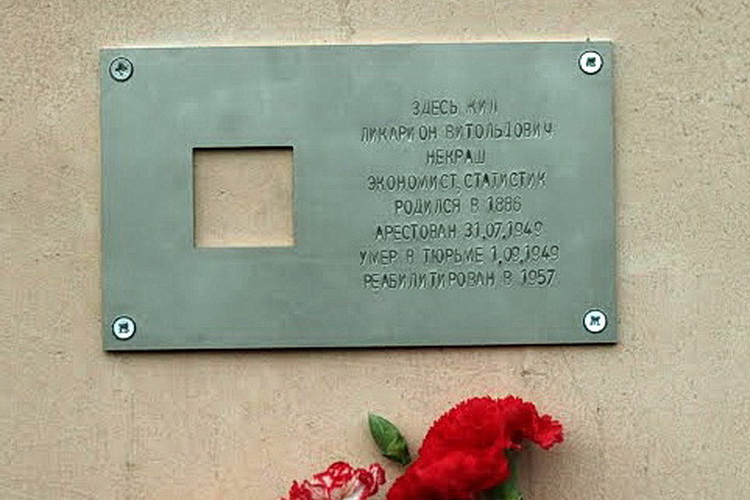 ЗДЕСЬ ЖИЛ
ЛИКАРИОН ВИТОЛЬДОВИЧ
НЕКРАШ
ЭКОНОМИСТ, СТАТИСТИК
РОДИЛСЯ В 1886
АРЕСТОВАН 31.07.1949
УМЕР В ТЮРЬМЕ 1.09.1949
РЕАБИЛИТИРОВАН В 1957